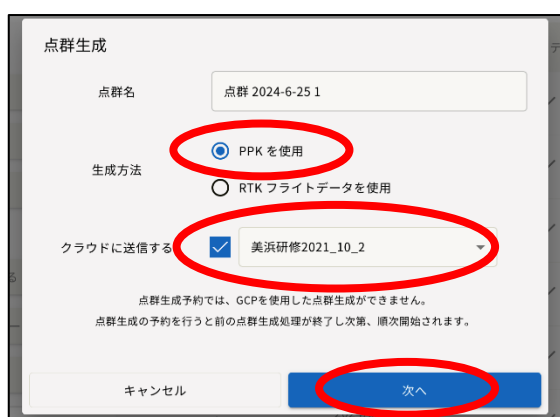 点群生成
点群名
点群 2024-6-25 1
生成方法
PPK を使用
RTK フライトデータを使用
クラウドに送信する
美浜研修2021_10_2
点群生成予約では、GCPを使用した点群生成ができません。
点群生成の予約を行うと前の点群生成処理が終了し次第、順次開始されます。
キャンセル
次へ